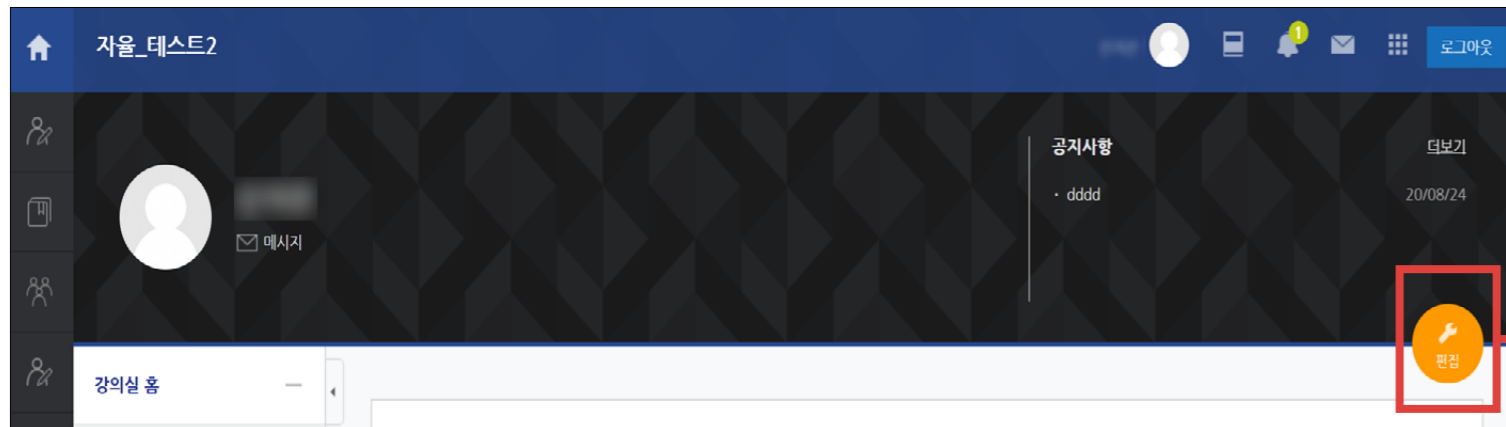 자율_테스트2
1
로그아웃
공지사항
더보기
· dddd
20/08/24
메시지
편집
강의실 홈